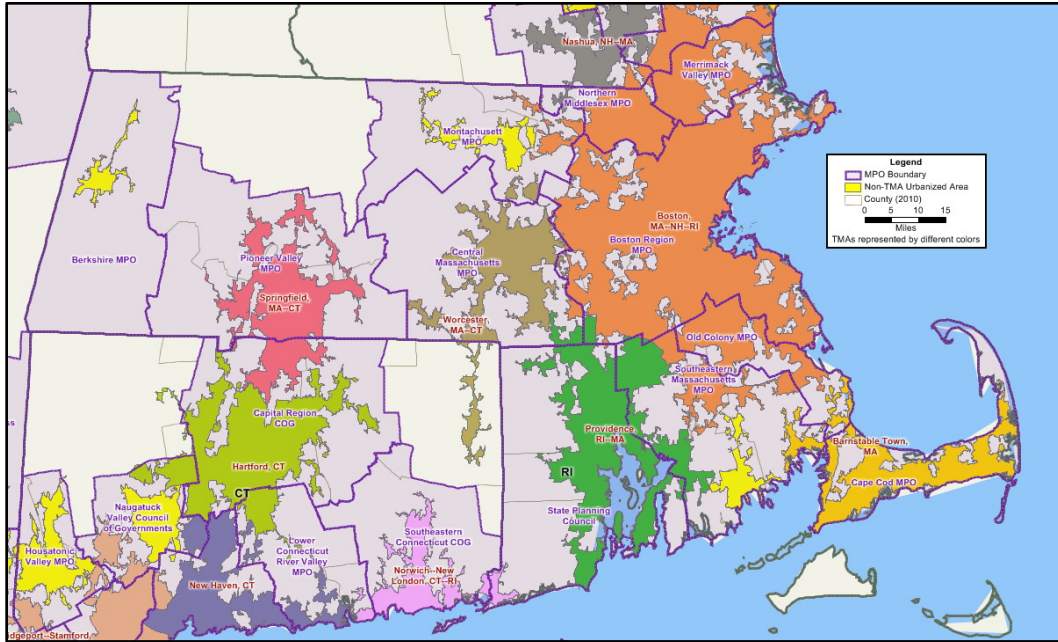 Nashua, NH–MA
Merrimack
Valley MPO
Northern
Middlesex MPO
Montachusett
MPO
Legend
MPO Boundary
Non-TMA Urbanized Area
County (2010)
0 5 10 15
Miles
TMAs represented by different colors
Boston,
MA–NH–RI
Boston Region
MPO
Berkshire MPO
Pioneer Valley
MPO
Central
Massachusetts
MPO
Springfield,
MA–CT
Worcester,
MA–CT
Old Colony MPO
Southeastern
Massachusetts
MPO
Capital Region
COG
Providence,
RI–MA
Barnstable Town,
MA
Hartford, CT
RI
Cape Cod MPO
CT
Naugatuck
Valley Council
of Governments
State Planning
Council
Southeastern
Connecticut COG
Lower
Connecticut
River Valley
MPO
Housatonic
Valley MPO
Norwich–New
London, CT–RI
New Haven, CT
idgeport–Stamford,